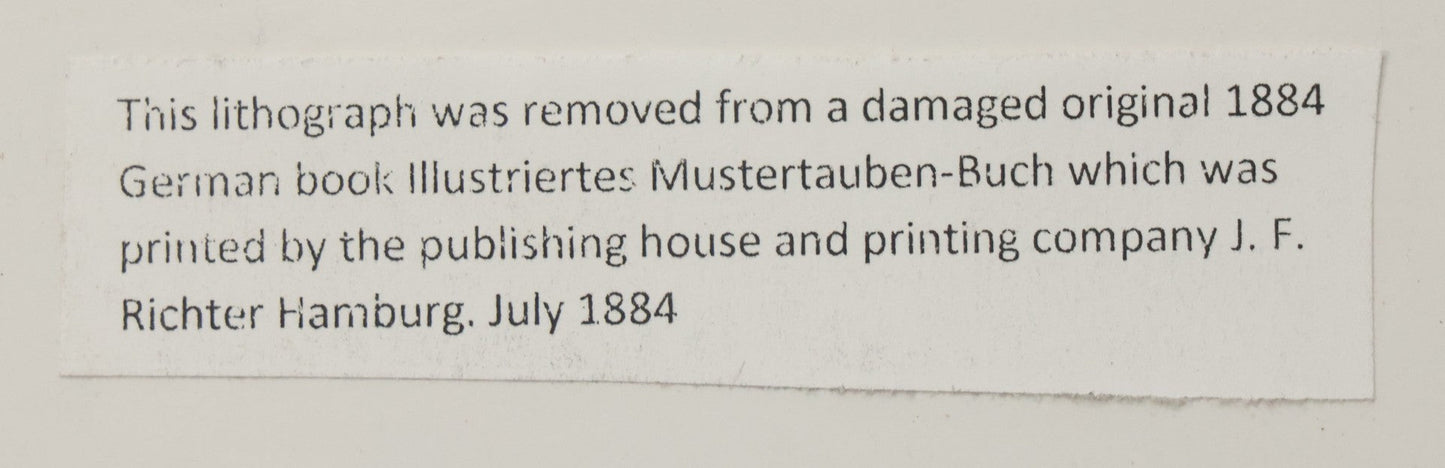 This lithograph was removed from a damaged original 1884
German book Illustriertes Mustertauben-Buch which was
printed by the publishing house and printing company J. F.
Richter Hamburg. July 1884